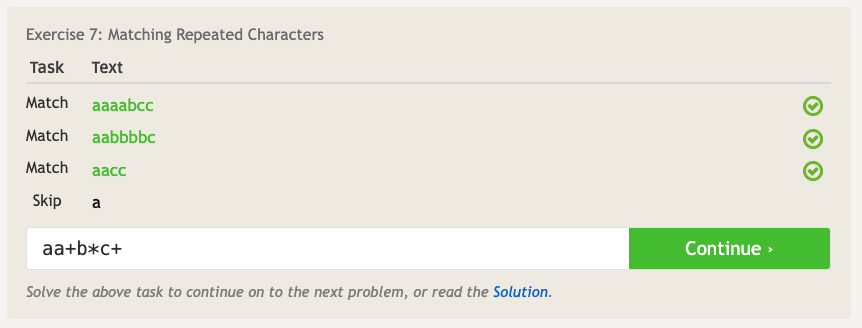 Exercise 7: Matching Repeated Characters
Task Text
Match aaaabcc
Match aabbbbc
Match aacc
Skip a
aa+b*c+ Continue ›
Solve the above task to continue on to the next problem, or read the Solution.